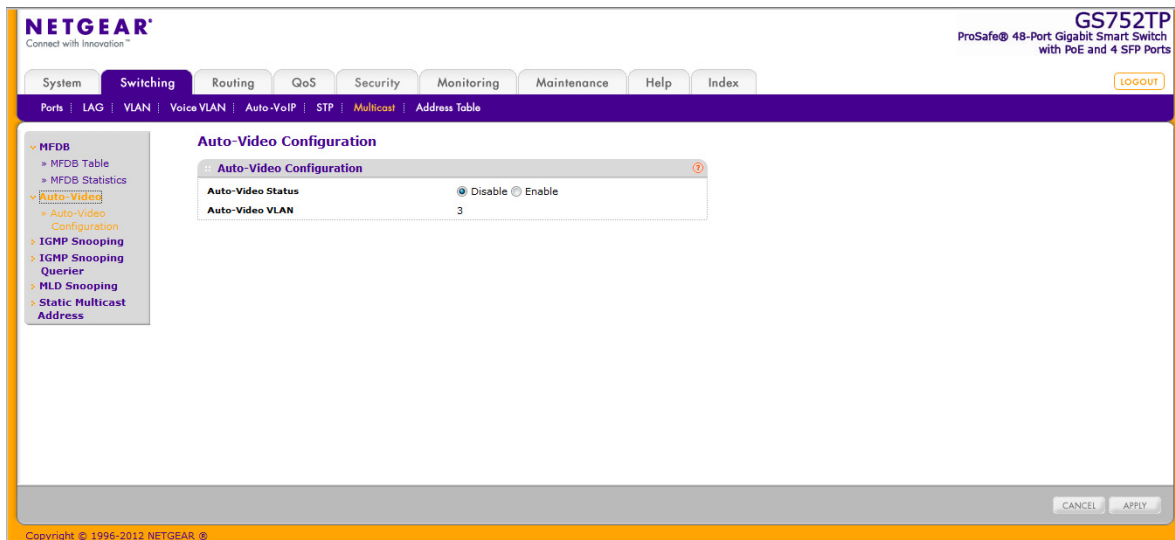 NETGEAR®
Connect with Innovation™
GS752TP
ProSafe® 48-Port Gigabit Smart Switch
with PoE and 4 SFP Ports
System Switching Routing QoS Security Monitoring Maintenance Help Index
LOGOUT
Ports LAG VLAN Voice VLAN Auto-VoIP STP Multicast Address Table
MFDB
» MFDB Table
» MFDB Statistics
Auto-Video
» Auto-Video
Configuration
IGMP Snooping
IGMP Snooping
Querier
MLD Snooping
Static Multicast
Address
Auto-Video Configuration
Auto-Video Configuration ?
Auto-Video Status Disable Enable
Auto-Video VLAN 3
CANCEL APPLY
Copyright © 1996-2012 NETGEAR ®